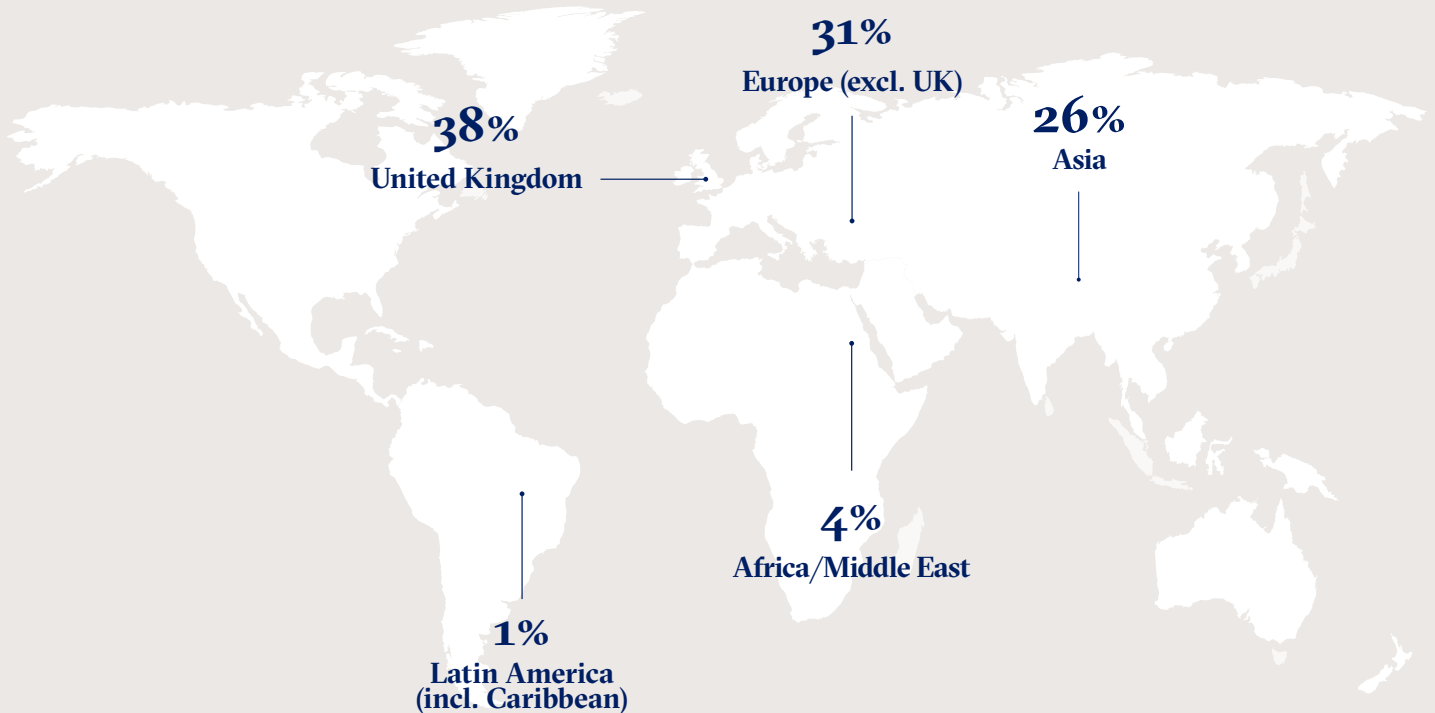 31%
Europe (excl. UK)
38%
United Kingdom
26%
Asia
4%
Africa/Middle East
1%
Latin America
(incl. Caribbean)